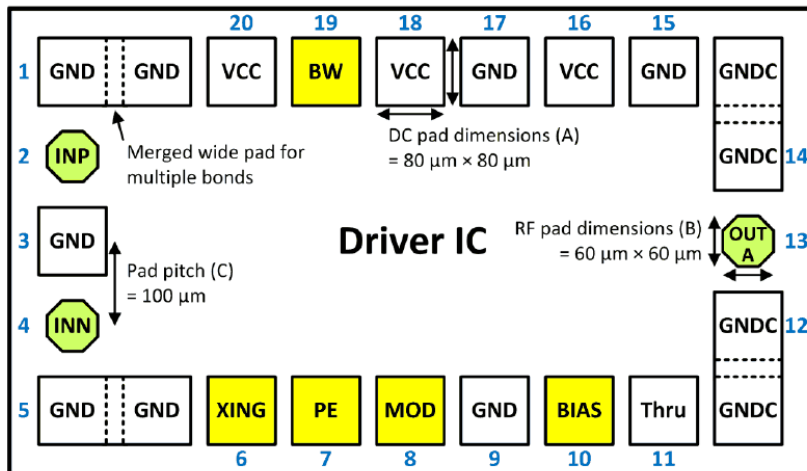 20 19 18 17 16 15
1 GND GND VCC BW VCC GND VCC GND GNDC
2 INP
Merged wide pad for
multiple bonds
DC pad dimensions (A)
= 80 µm × 80 µm
GNDC 14
3 GND
Driver IC
RF pad dimensions (B)
= 60 µm × 60 µm
OUT
A
13
Pad pitch (C)
= 100 µm
4 INN
GNDC 12
5 GND GND XING PE MOD GND BIAS Thru GNDC
6 7 8 9 10 11